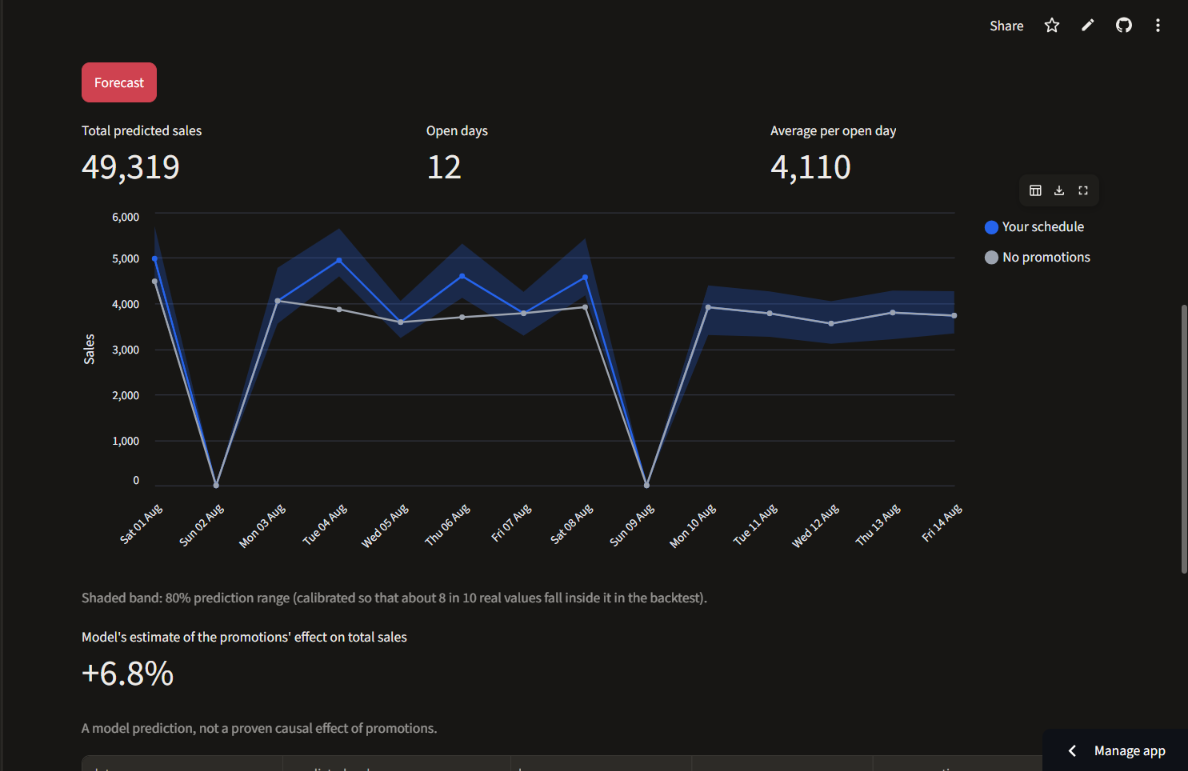 Share
Forecast
Total predicted sales
Open days
Average per open day
49,319
12
4,110
6,000
5,000
4,000
3,000
2,000
1,000
0
Sales
Your schedule
No promotions
Sat 01 Aug
Sun 02 Aug
Mon 03 Aug
Tue 04 Aug
Wed 05 Aug
Thu 06 Aug
Fri 07 Aug
Sat 08 Aug
Sun 09 Aug
Mon 10 Aug
Tue 11 Aug
Wed 12 Aug
Thu 13 Aug
Fri 14 Aug
Shaded band: 80% prediction range (calibrated so that about 8 in 10 real values fall inside it in the backtest).
Model's estimate of the promotions' effect on total sales
+6.8%
A model prediction, not a proven causal effect of promotions.
Manage app